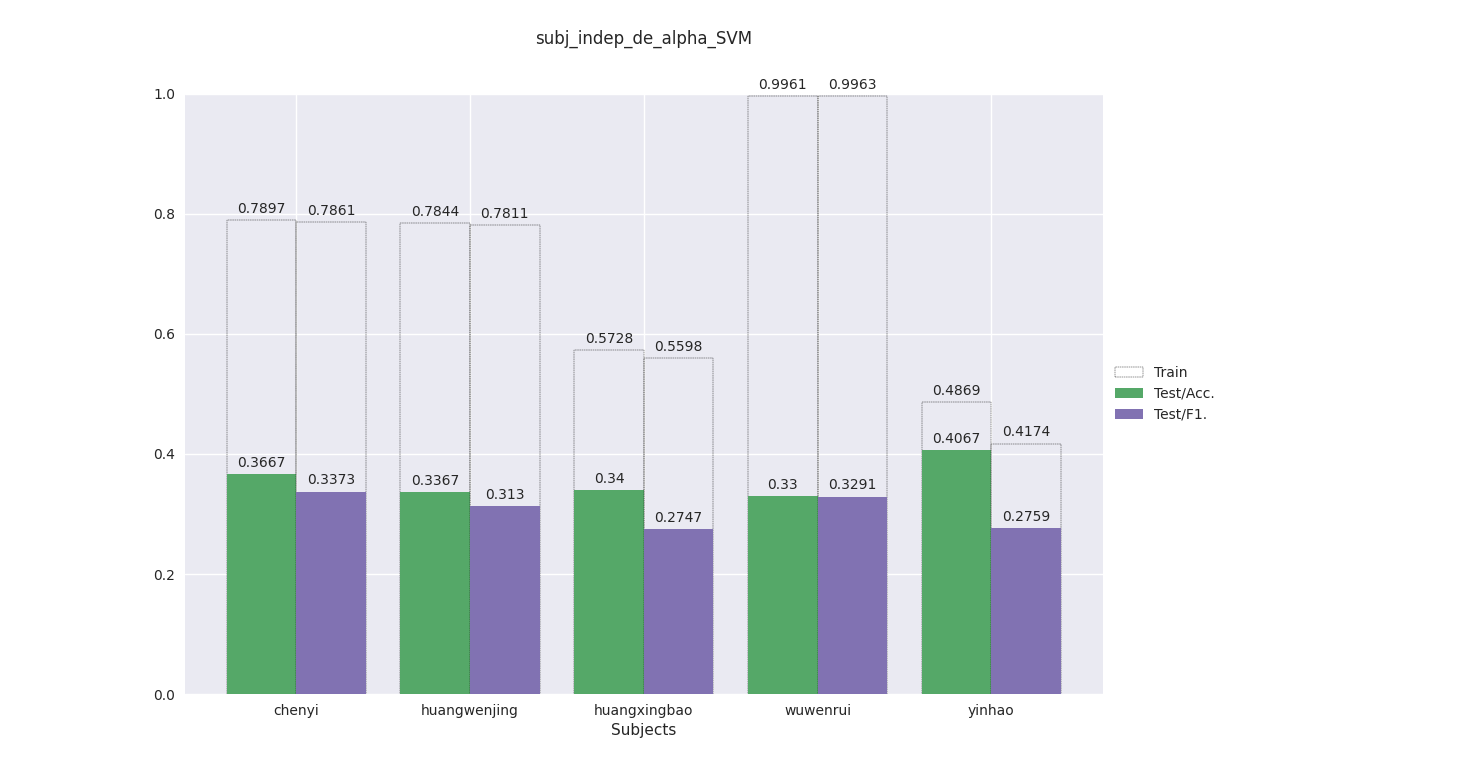 subj_indep_de_alpha_SVM
0.9961 0.9963
1.0
0.7897 0.7861 0.7844 0.7811
0.8
0.6
0.5728 0.5598
0.4869
0.4174
0.4067
0.4
0.3667 0.3373 0.3367 0.313 0.34 0.2747 0.33 0.3291 0.2759
0.2
0.0
Train
Test/Acc.
Test/F1.
chenyi huangwenjing huangxingbao wuwenrui yinhao
Subjects